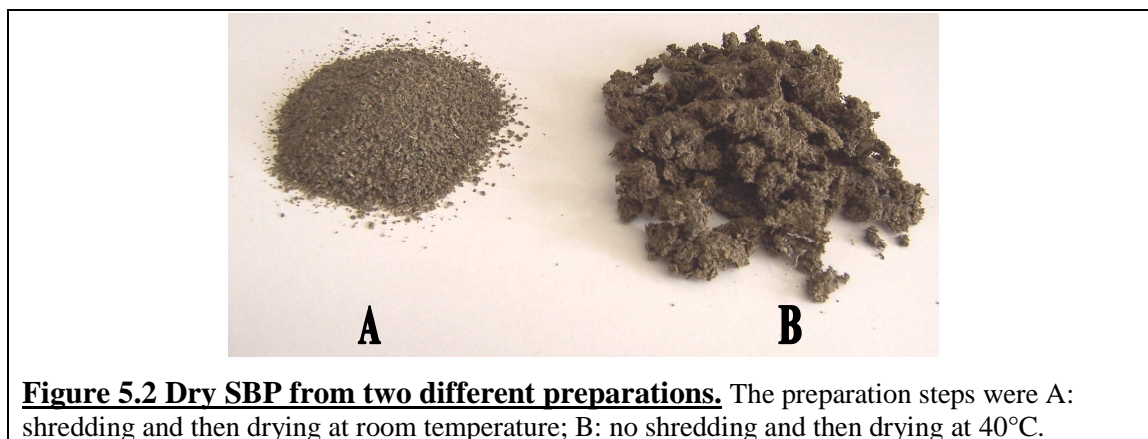 A B
Figure 5.2 Dry SBP from two different preparations. The preparation steps were A:
shredding and then drying at room temperature; B: no shredding and then drying at 40°C.